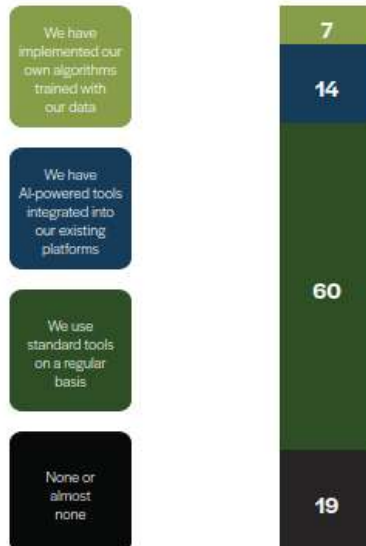 We have
implemented our
own algorithms
trained with
our data
7
14
We have
AI-powered tools
integrated into
our existing
platforms
60
We use
standard tools
on a regular
basis
None or
almost
none
19